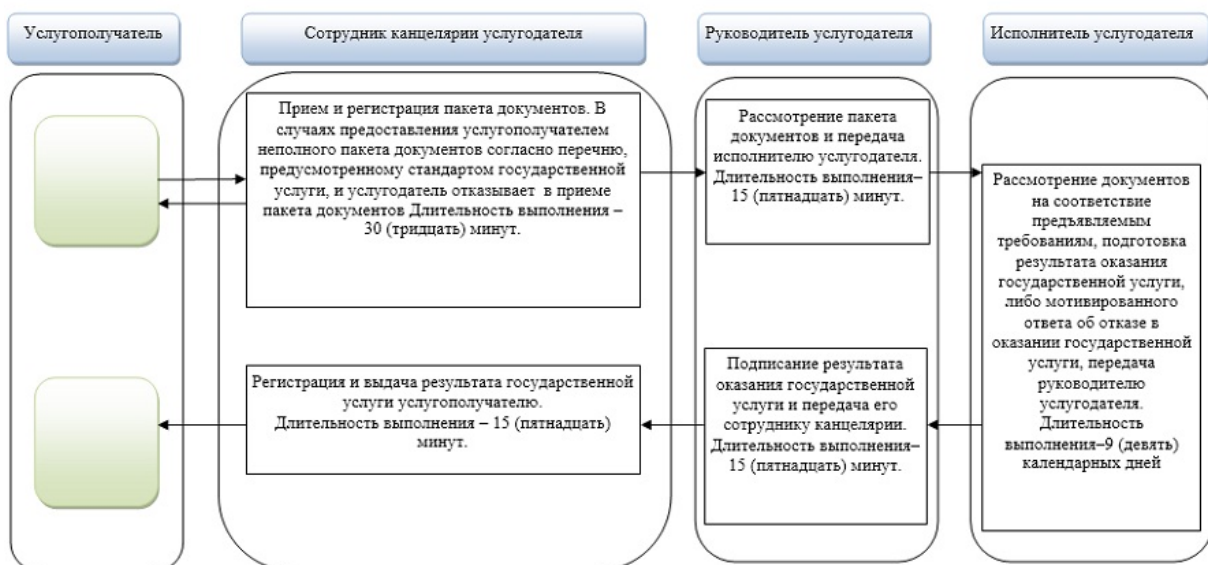 Услугополучатель
Сотрудник канцелярии услугодателя
Руководитель услугодателя
Исполнитель услугодателя
Прием и регистрация пакета документов. В
случаях предоставления услугополучателем
неполного пакета документов согласно перечню,
предусмотренному стандартом государственной
услуги, и услугодатель отказывает в приеме
пакета документов Длительность выполнения –
30 (тридцать) минут.
Рассмотрение пакета
документов и передача
исполнителю услугодателя.
Длительность выполнения–
15 (пятнадцать) минут.
Рассмотрение документов
на соответствие
предъявляемым
требованиям, подготовка
результата оказания
государственной услуги,
либо мотивированного
ответа об отказе в
оказании государственной
услуги, передача
руководителю
услугодателя.
Длительность
выполнения–9 (девять)
календарных дней
Подписание результата
оказания государственной
услуги и передача его
сотруднику канцелярии.
Длительность выполнения–
15 (пятнадцать) минут.
Регистрация и выдача результата государственной
услуги услугополучателю.
Длительность выполнения – 15 (пятнадцать)
минут.